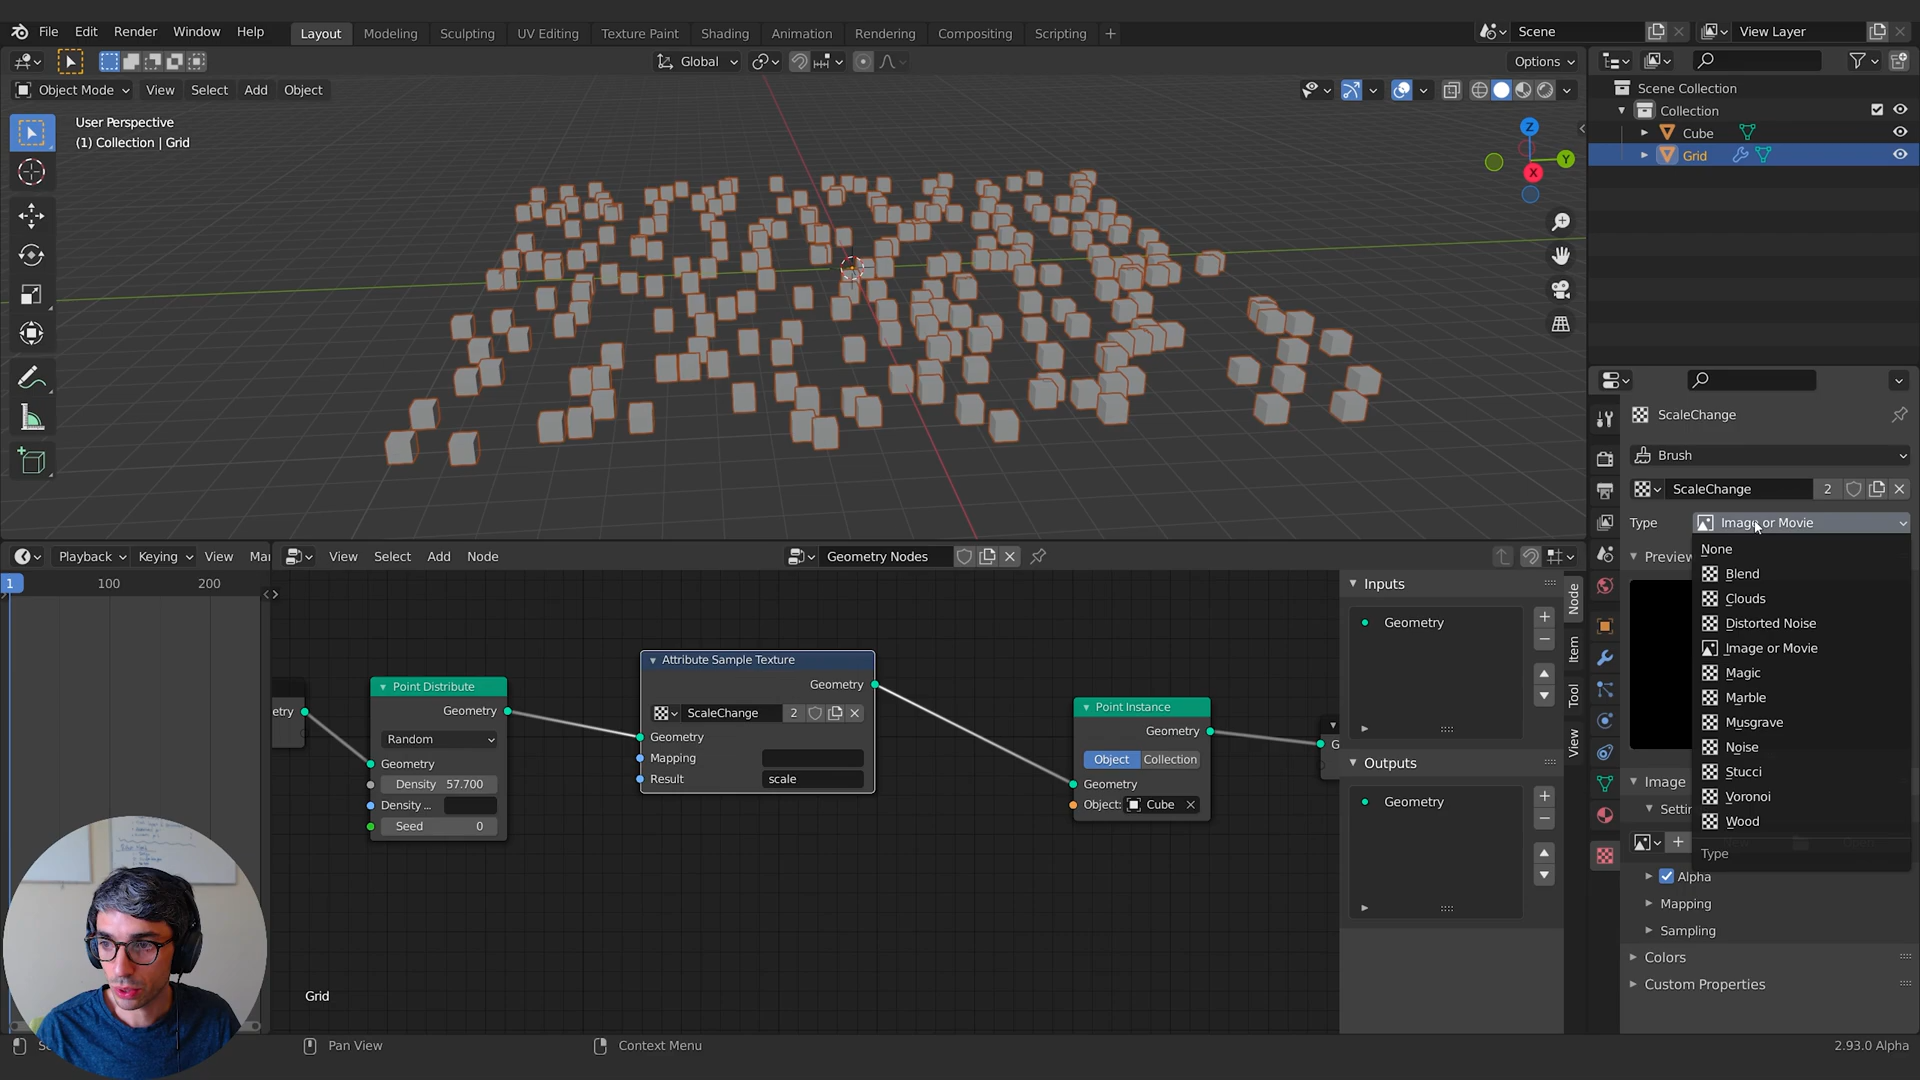 File Edit Render Window Help Layout Modeling Sculpting UV Editing Texture Paint Shading Animation Rendering Compositing Scripting +
Scene
View Layer
Global
Options
Object Mode View Select Add Object
User Perspective
(1) Collection | Grid
Z
Y
X
Scene Collection
Collection
Cube
Grid
ScaleChange
Brush
ScaleChange 2
Type Image or Movie
Preview
None
Blend
Clouds
Distorted Noise
Image or Movie
Magic
Marble
Musgrave
Noise
Stucci
Voronoi
Wood
Type
Image
Alpha
Mapping
Sampling
Colors
Custom Properties
Playback Keying View
1 100 200
View Select Add Node
Geometry Nodes
etry
Point Distribute
Geometry
Random
Geometry
Density 57.700
Density ...
Seed 0
Attribute Sample Texture
Geometry
ScaleChange 2
Geometry
Mapping
Result scale
Point Instance
Geometry
Object Collection
Geometry
Object: Cube
G
Inputs
Geometry
Outputs
Geometry
Node
Item
Tool
View
Grid
Pan View
Context Menu
2.93.0 Alpha